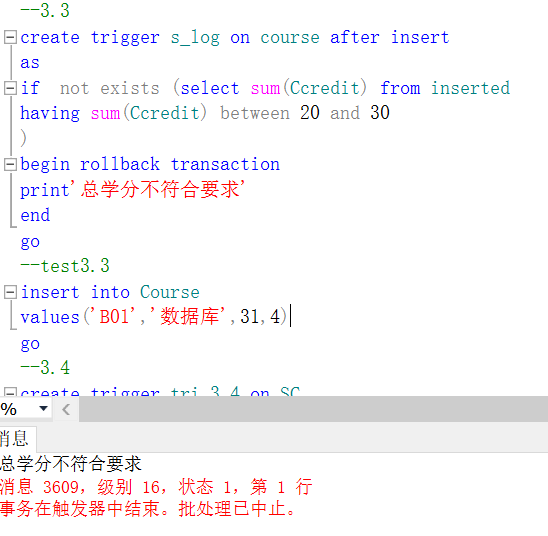 --3.3
create trigger s_log on course after insert
as
if  not exists (select sum(Ccredit) from inserted
having sum(Ccredit) between 20 and 30
)
begin rollback transaction
print'总学分不符合要求'
end
go
--test3.3
insert into Course
values('B01','数据库',31,4)
go
--3.4
create trigger tri_3_4 on SC
%
消息
总学分不符合要求
消息 3609，级别 16，状态 1，第 1 行
事务在触发器中结束。批处理已中止。